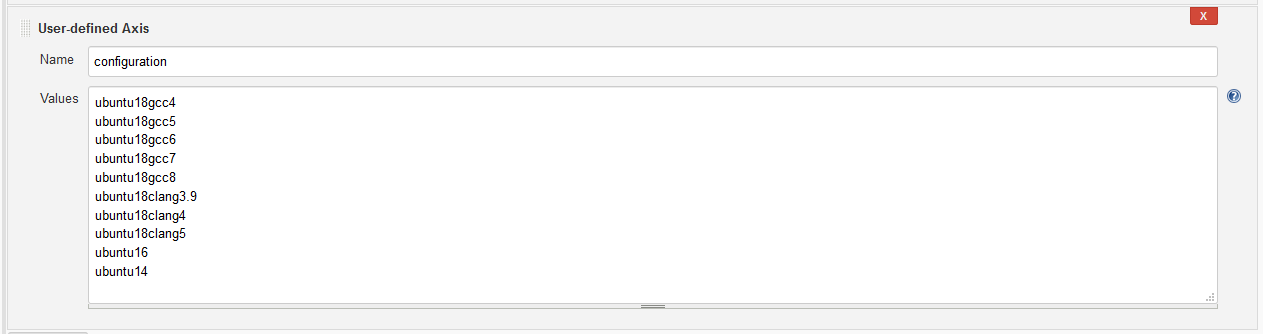 X
User-defined Axis
Name
configuration
Values
ubuntu18gcc4
ubuntu18gcc5
ubuntu18gcc6
ubuntu18gcc7
ubuntu18gcc8
ubuntu18clang3.9
ubuntu18clang4
ubuntu18clang5
ubuntu16
ubuntu14
?